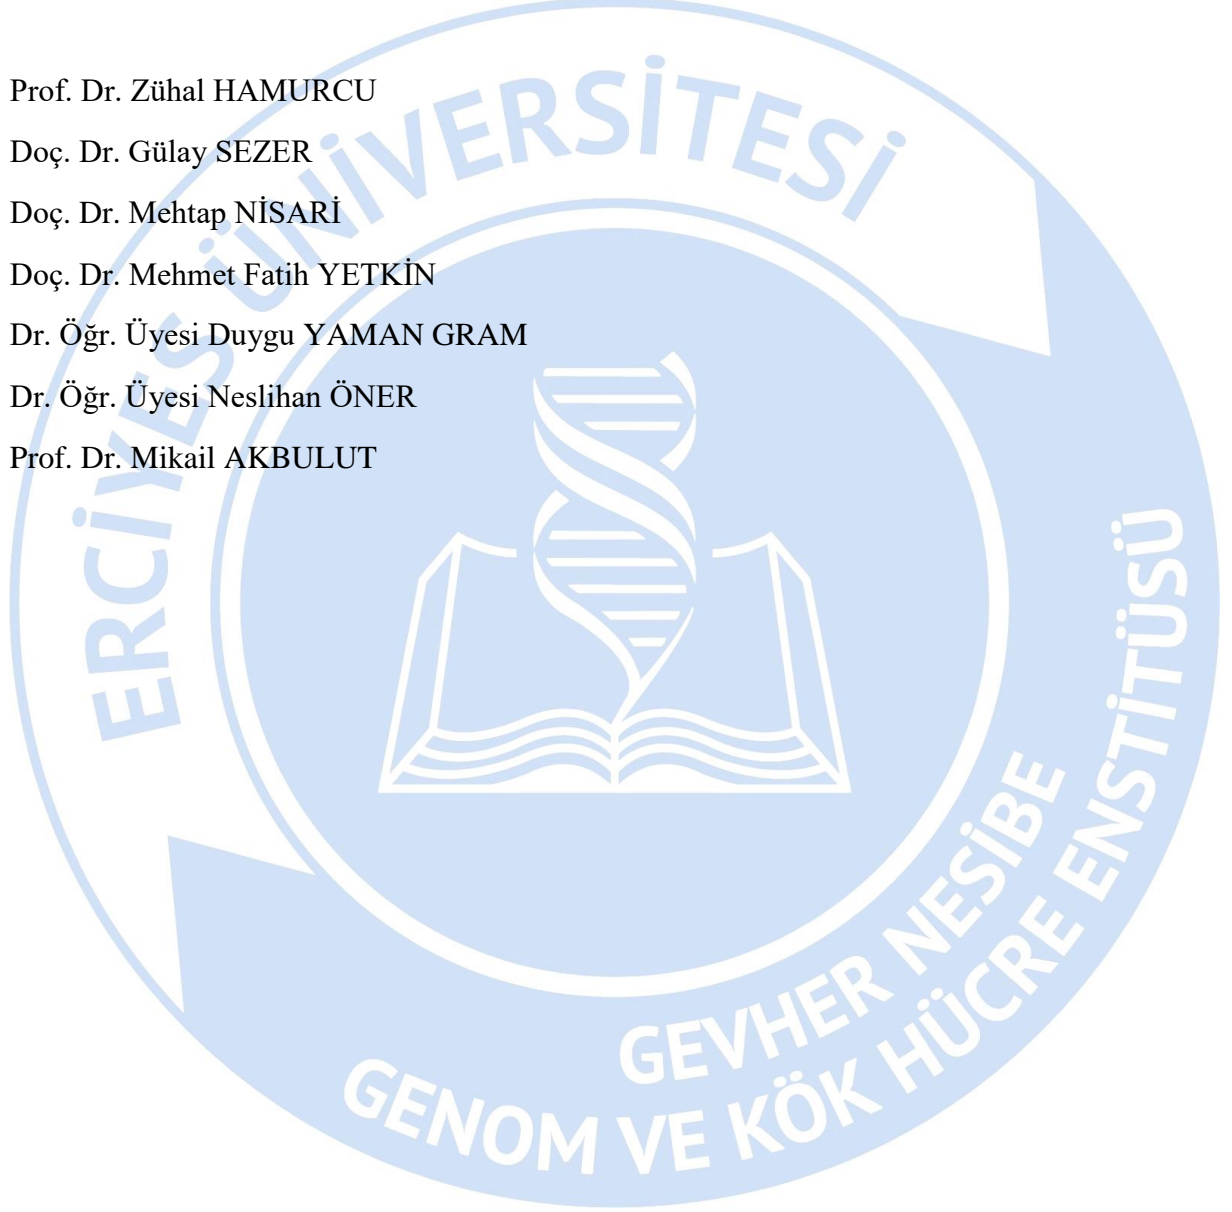 Prof. Dr. Zühal HAMURCU
Doç. Dr. Gülay SEZER
Doç. Dr. Mehtap NİSARİ
Doç. Dr. Mehmet Fatih YETKİN
Dr. Öğr. Üyesi Duygu YAMAN GRAM
Dr. Öğr. Üyesi Neslihan ÖNER
Prof. Dr. Mikail AKBULUT
ERCİYES ÜNİVERSİTESİ
GEVHER NESİBE
GENOM VE KÖK HÜCRE ENSTİTÜSÜ